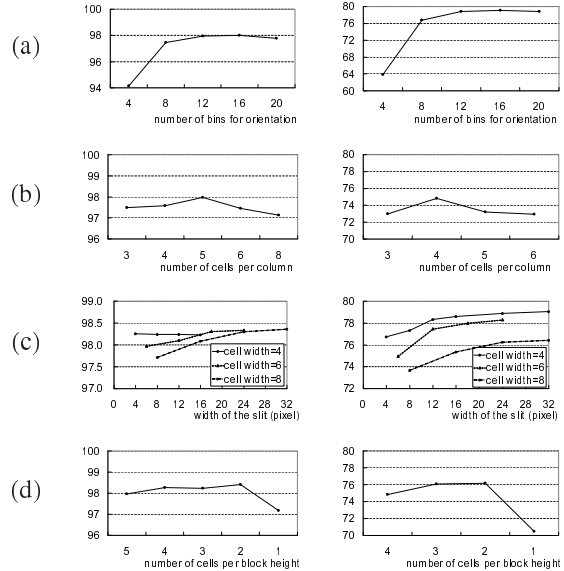 (a)
100
98
96
94
4 8 12 16 20
number of bins for orientation
80
76
72
68
64
60
4 8 12 16 20
number of bins for orientation
(b)
100
99
98
97
96
3 4 5 6 8
number of cells per column
80
78
76
74
72
70
3 4 5 6
number of cells per column
(c)
99.0
98.5
98.0
97.5
97.0
cell width=4
cell width=6
cell width=8
0 4 8 12 16 20 24 28 32
width of the slit (pixel)
80
78
76
74
72
cell width=4
cell width=6
cell width=8
0 4 8 12 16 20 24 28 32
width of the slit (pixel)
(d)
100
99
98
97
96
5 4 3 2 1
number of cells per block height
80
78
76
74
72
70
4 3 2 1
number of cells per block height